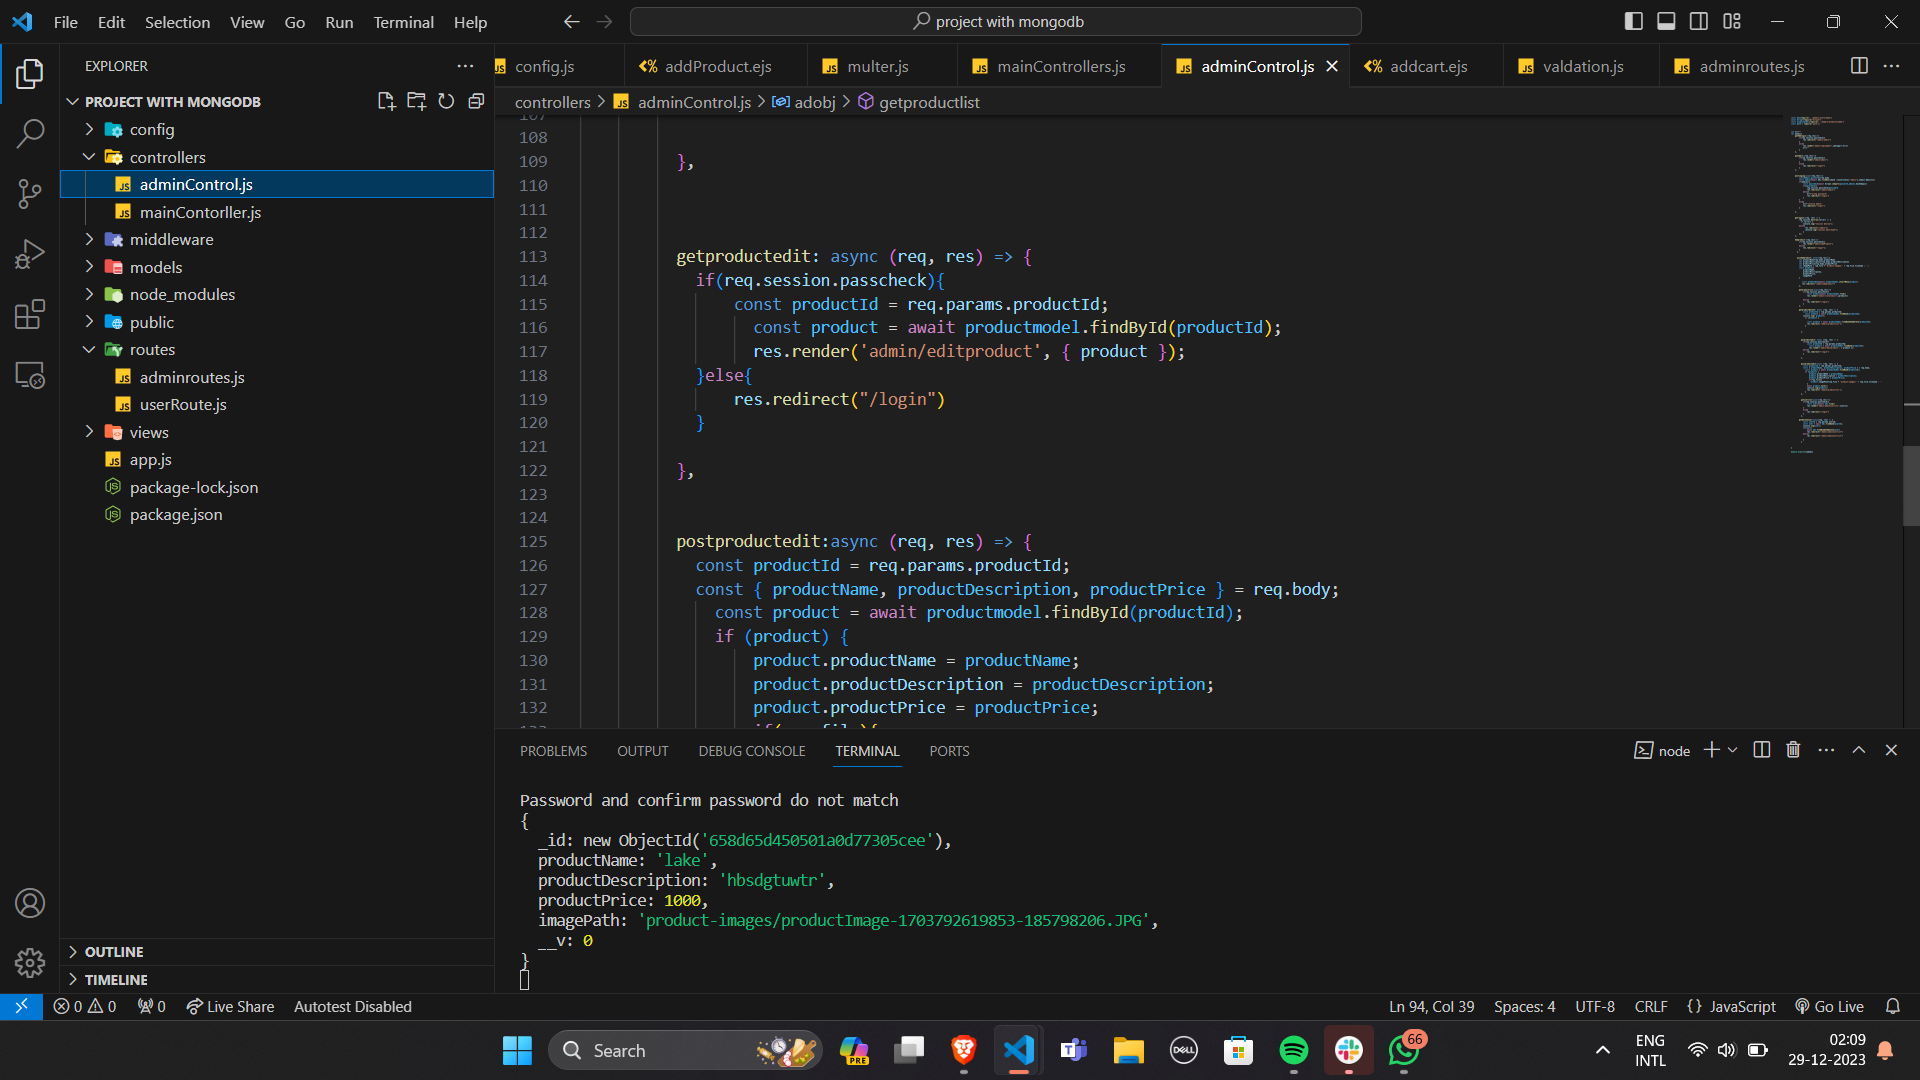 File Edit Selection View Go Run Terminal Help
project with mongodb
EXPLORER
PROJECT WITH MONGODB
config
controllers
adminControl.js
mainContorller.js
middleware
models
node_modules
public
routes
adminroutes.js
userRoute.js
views
app.js
package-lock.json
package.json
OUTLINE
TIMELINE
config.js addProduct.ejs multer.js mainControllers.js adminControl.js addcart.ejs valdation.js adminroutes.js
controllers > adminControl.js > adobj > getproductlist
108
109 },
110
111
112
113 getproductedit: async (req, res) => {
114 if(req.session.passcheck){
115 const productId = req.params.productId;
116 const product = await productmodel.findById(productId);
117 res.render('admin/editproduct', { product });
118 }else{
119 res.redirect("/login")
120 }
121
122 },
123
124
125 postproductedit:async (req, res) => {
126 const productId = req.params.productId;
127 const { productName, productDescription, productPrice } = req.body;
128 const product = await productmodel.findById(productId);
129 if (product) {
130 product.productName = productName;
131 product.productDescription = productDescription;
132 product.productPrice = productPrice;
PROBLEMS OUTPUT DEBUG CONSOLE TERMINAL PORTS
node
Password and confirm password do not match
{
_id: new ObjectId('658d65d450501a0d77305cee'),
productName: 'lake',
productDescription: 'hbsdgtuwtr',
productPrice: 1000,
imagePath: 'product-images/productImage-1703792619853-185798206.JPG',
__v: 0
}
0 0 0 Live Share Autotest Disabled
Ln 94, Col 39 Spaces: 4 UTF-8 CRLF {} JavaScript Go Live
Search
PRE
DELL
66
ENG
INTL
02:09
29-12-2023